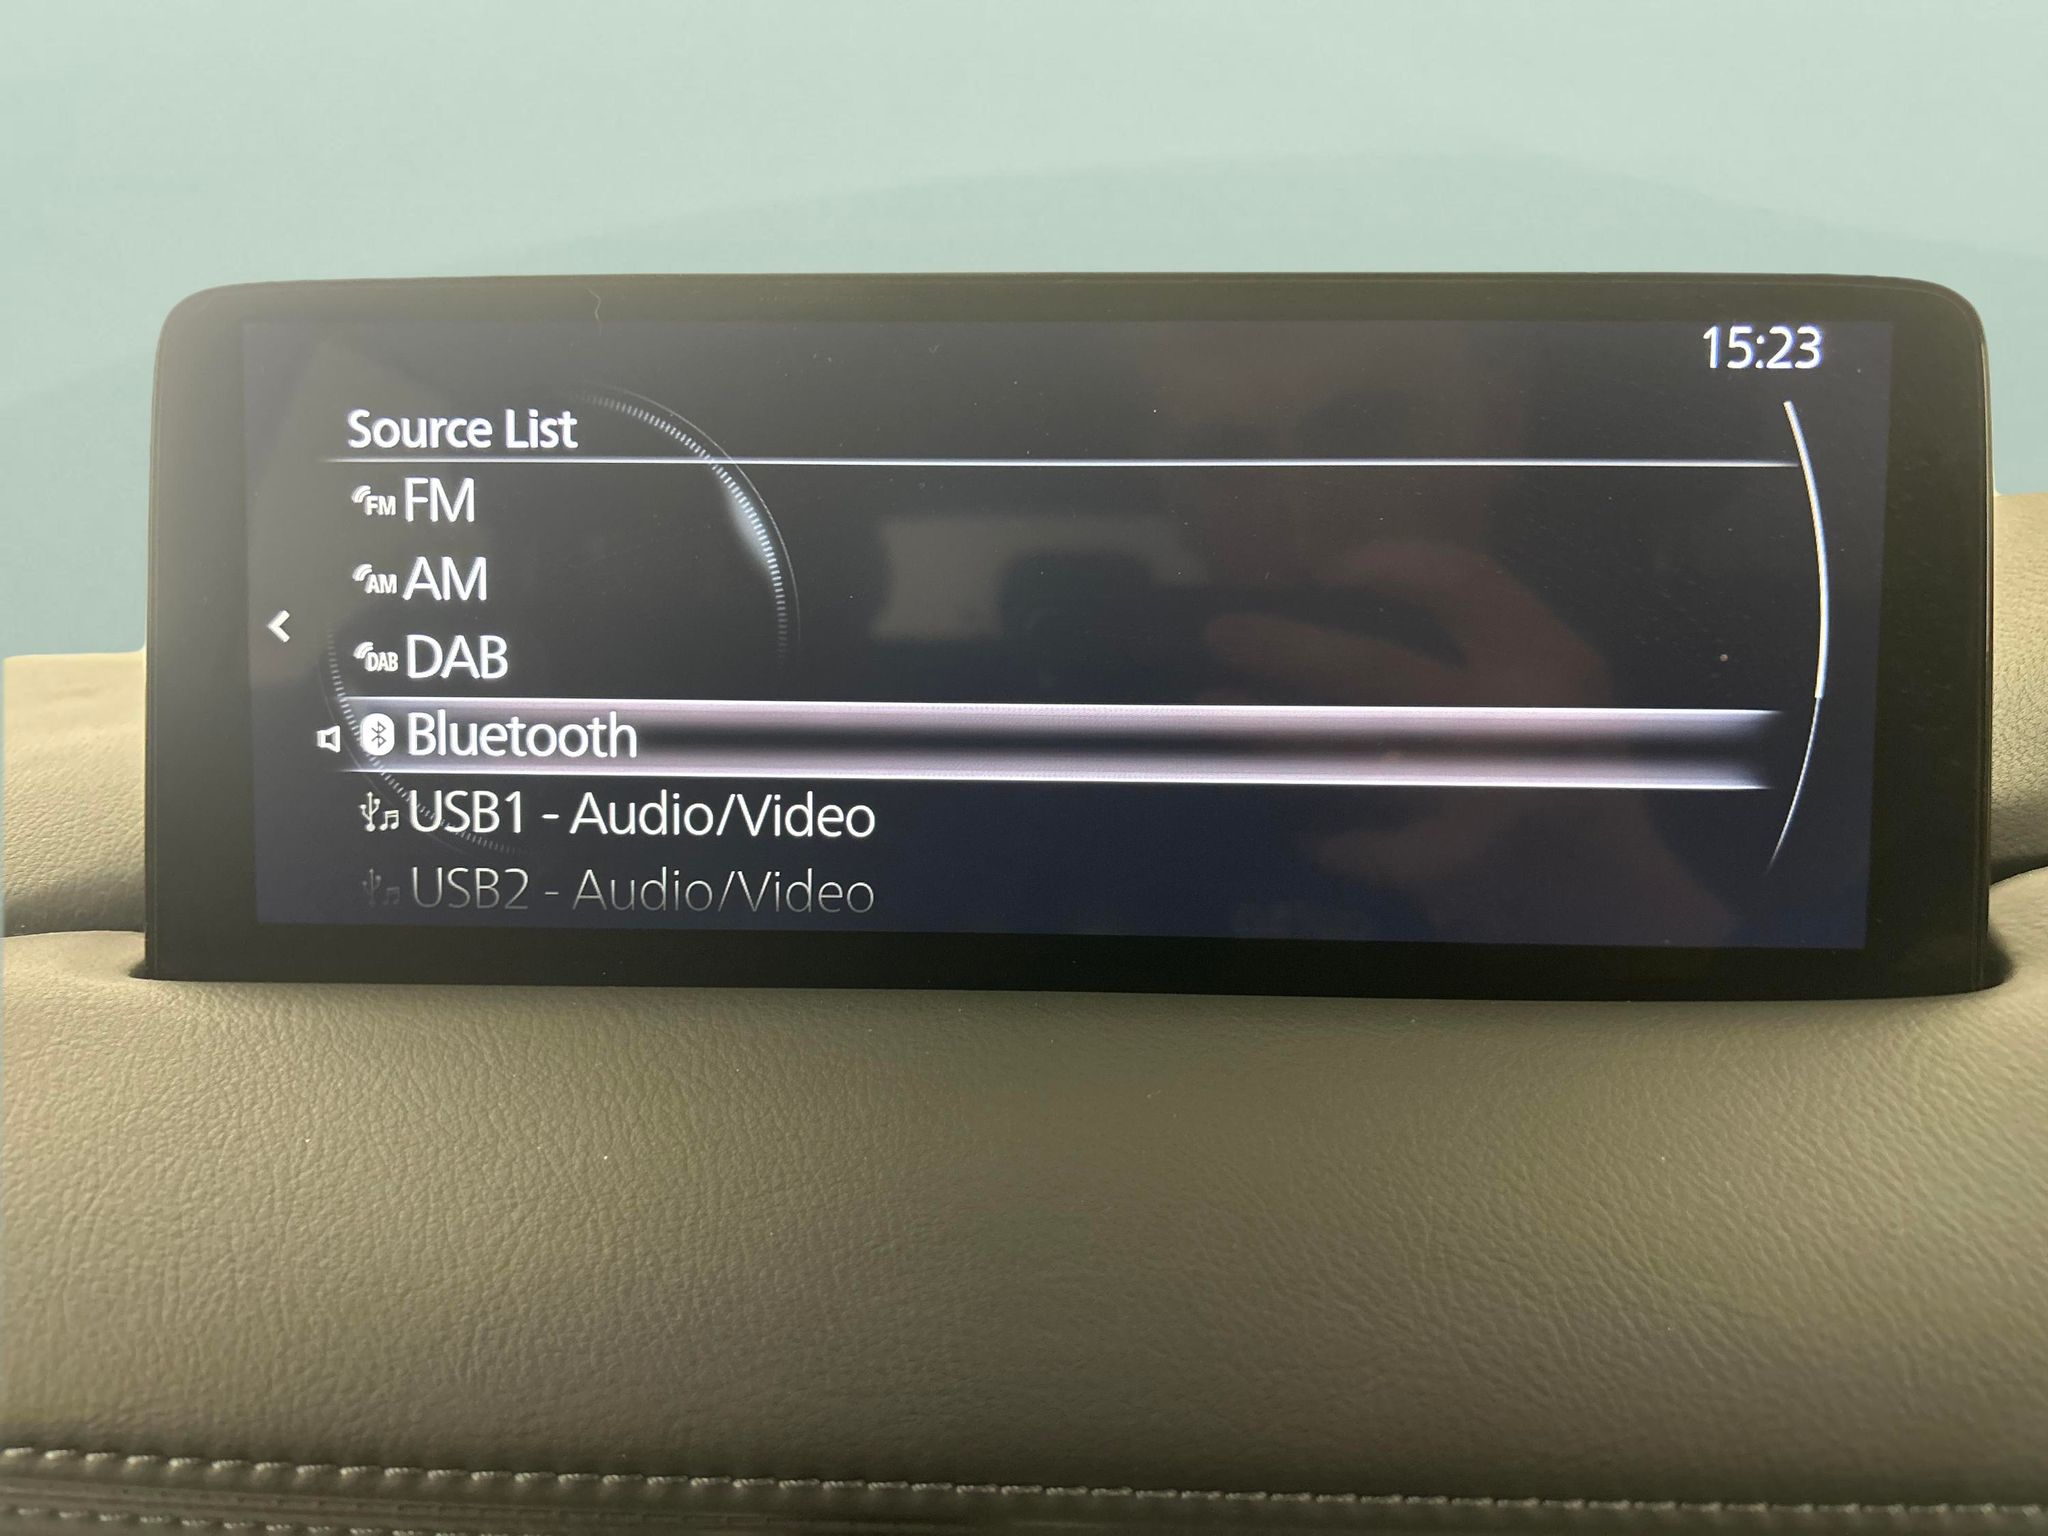 15:23
Source List
FM FM
AM AM
DAB DAB
Bluetooth
USB1 - Audio/Video
USB2 - Audio/Video